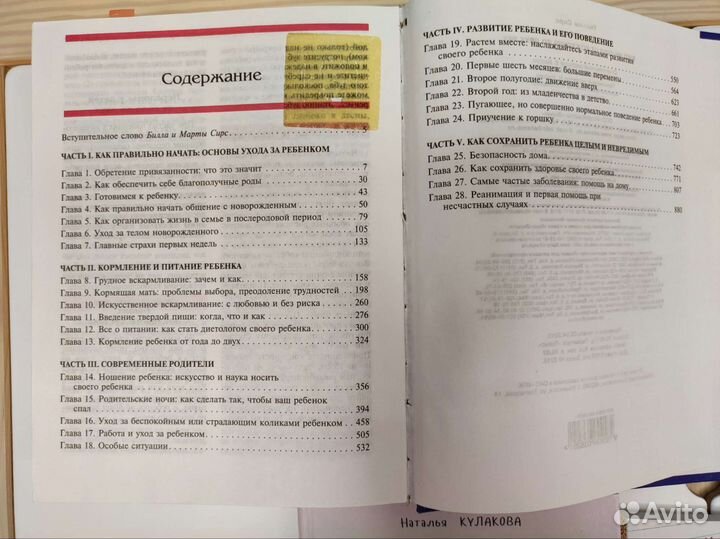 Содержание
Вступительное слово Билла и Марты Сирс
ЧАСТЬ I. КАК ПРАВИЛЬНО НАЧАТЬ: ОСНОВЫ УХОДА ЗА РЕБЕНКОМ
Глава 1. Обретение привязанности: что это значит 7
Глава 2. Как обеспечить себе благополучные роды 30
Глава 3. Готовимся к ребенку 43
Глава 4. Как правильно начать общение с новорожденным 50
Глава 5. Как организовать жизнь в семье в послеродовой период 79
Глава 6. Уход за телом новорожденного 105
Глава 7. Главные страхи первых недель 133
ЧАСТЬ II. КОРМЛЕНИЕ И ПИТАНИЕ РЕБЕНКА
Глава 8. Грудное вскармливание: зачем и как 158
Глава 9. Кормящая мать: проблемы выбора, преодоление трудностей 198
Глава 10. Искусственное вскармливание: с любовью и без риска 260
Глава 11. Введение твердой пищи: когда, что и как 276
Глава 12. Все о питании: как стать диетологом своего ребенка 300
Глава 13. Кормление ребенка от года до двух 324
ЧАСТЬ III. СОВРЕМЕННЫЕ РОДИТЕЛИ
Глава 14. Ношение ребенка: искусство и наука носить
своего ребенка 356
Глава 15. Родительские ночи: как сделать так, чтобы ваш ребенок
спал 394
Глава 16. Уход за беспокойным или страдающим коликами ребенком 458
Глава 17. Работа и уход за ребенком 505
Глава 18. Особые ситуации 532
ЧАСТЬ IV. РАЗВИТИЕ РЕБЕНКА И ЕГО ПОВЕДЕНИЕ
Глава 19. Растем вместе: наслаждайтесь этапами развития
своего ребенка 550
Глава 20. Первые шесть месяцев: большие перемены 564
Глава 21. Второе полугодие: движение вверх 623
Глава 22. Второй год: из младенчества в детство 661
Глава 23. Пугающее, но совершенно нормальное поведение ребенка 703
Глава 24. Приучение к горшку 723
ЧАСТЬ V. КАК СОХРАНИТЬ РЕБЕНКА ЦЕЛЫМ И НЕВРЕДИМЫМ
Глава 25. Безопасность дома 742
Глава 26. Как сохранить здоровье своего ребенка 771
Глава 27. Самые частые заболевания: помощь на дому 807
Глава 28. Реанимация и первая помощь при
несчастных случаях 880
Наталья КУЛАКОВА
Avito